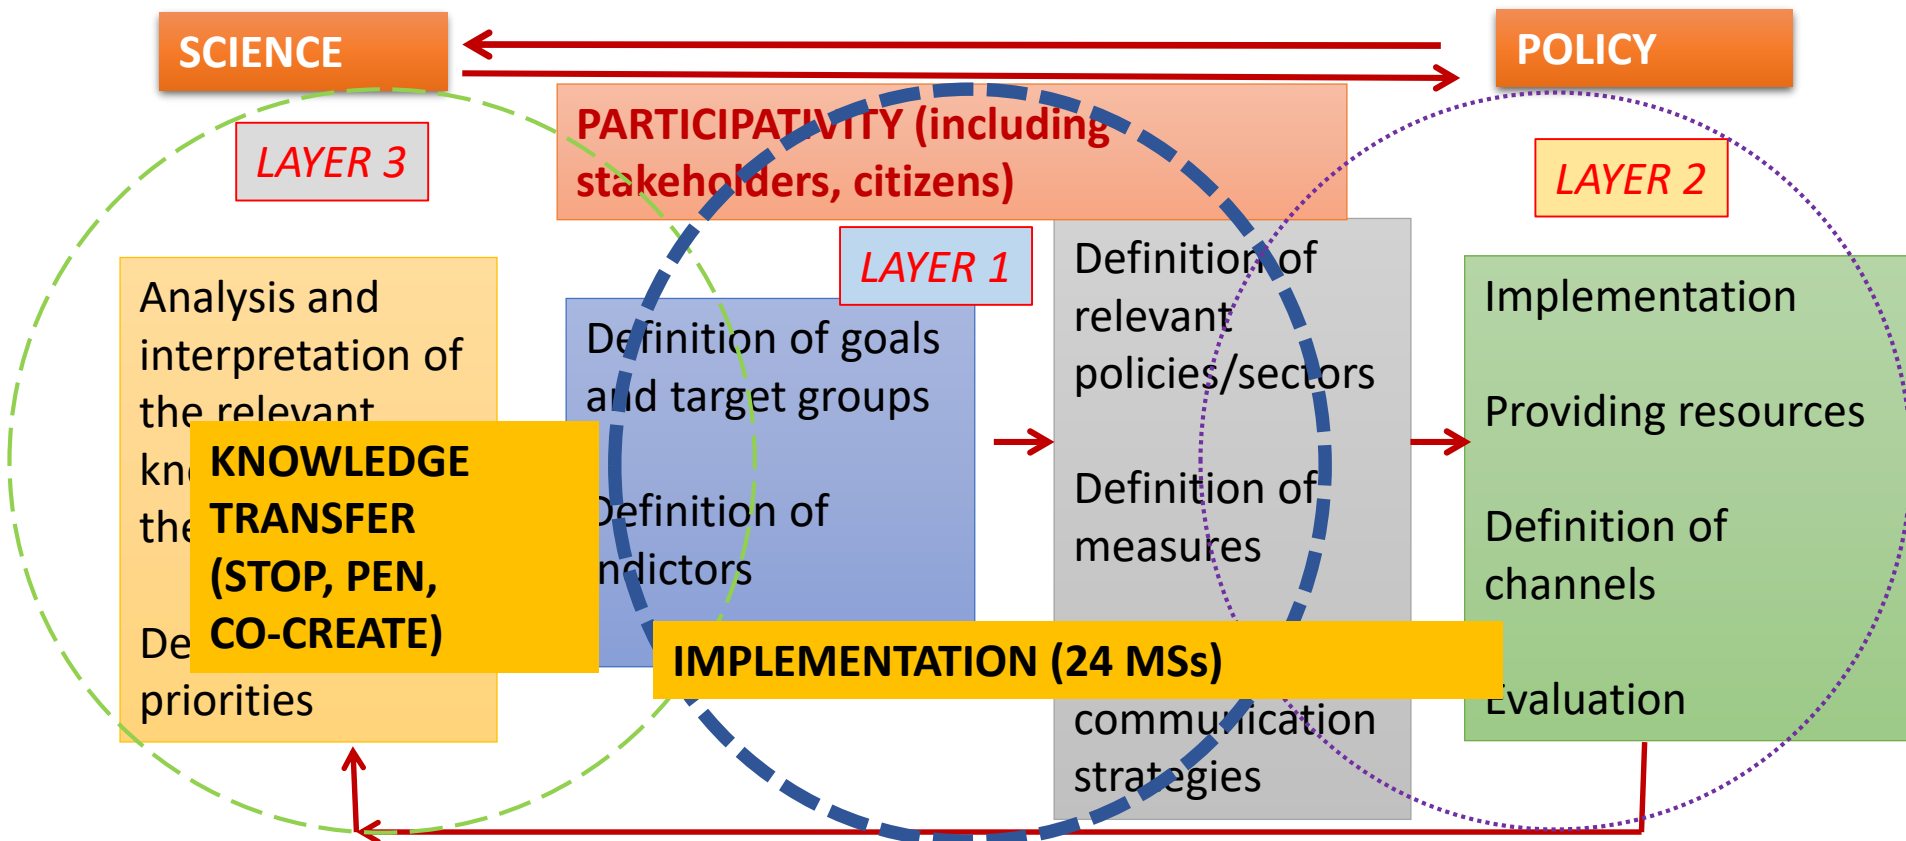 SCIENCE
POLICY
PARTICIPATIVITY (including
stakeholders, citizens)
LAYER 3
LAYER 2
LAYER 1
Analysis and
interpretation of
the relevant
priorities
KNOWLEDGE
TRANSFER
(STOP, PEN,
CO-CREATE)
Definition of goals
and target groups
Definition of
indictors
Definition of
relevant
policies/sectors
Definition of
measures
communication
strategies
IMPLEMENTATION (24 MSs)
Implementation
Providing resources
Definition of
channels
Evaluation